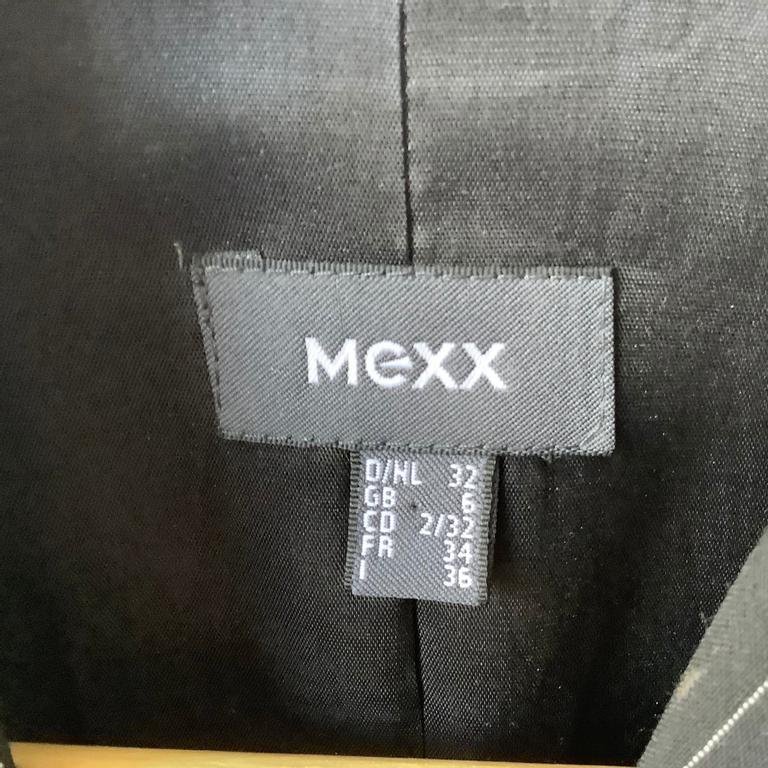 MeXX
D/NL 32
GB 6
CD 2/32
FR 34
I 36